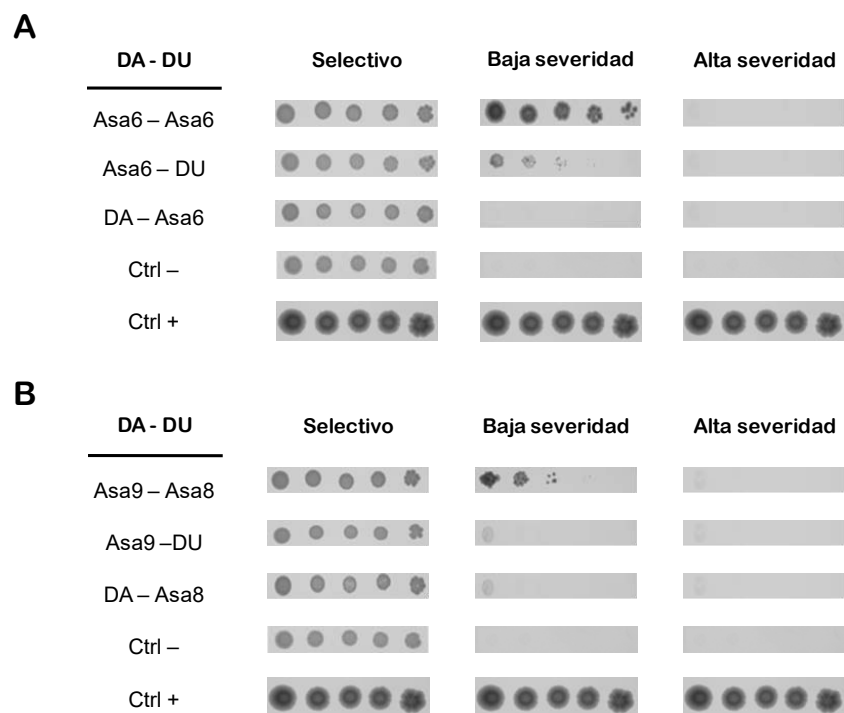 A
DA - DU Selectivo Baja severidad Alta severidad
Asa6 – Asa6
Asa6 – DU
DA – Asa6
Ctrl –
Ctrl +
B
DA - DU Selectivo Baja severidad Alta severidad
Asa9 – Asa8
Asa9 –DU
DA – Asa8
Ctrl –
Ctrl +